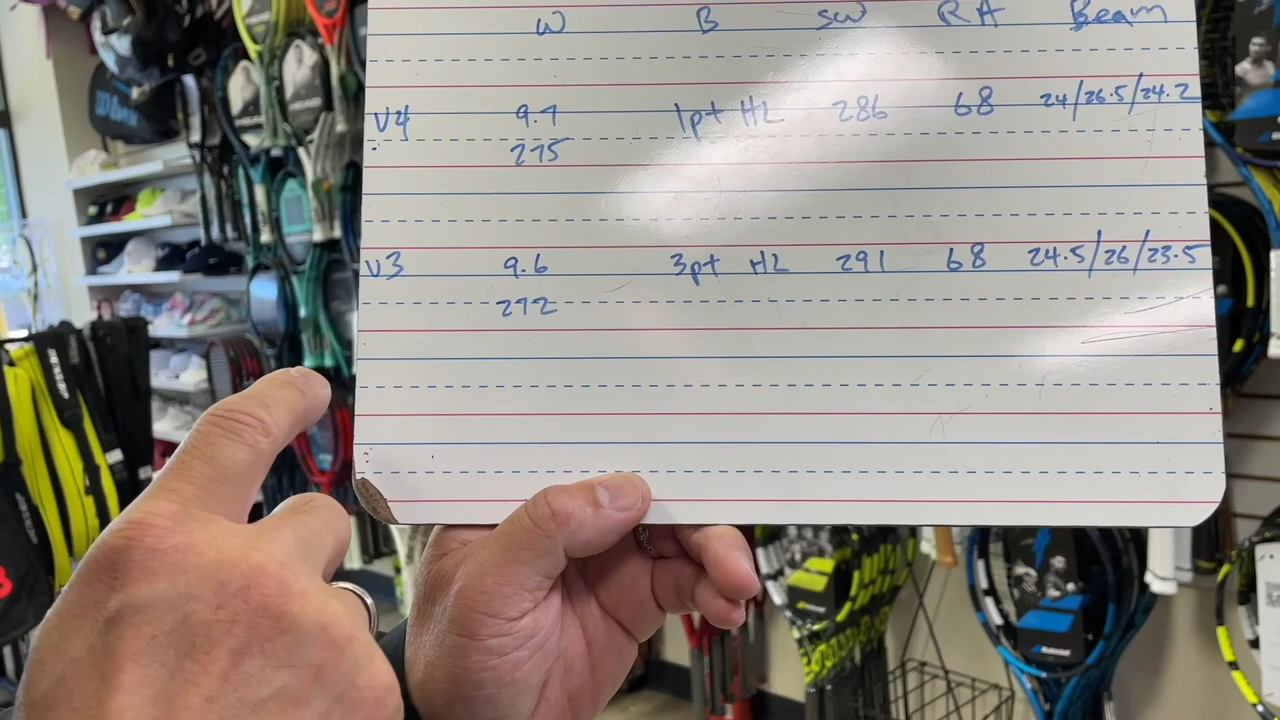 W B SW RA Beam
V4 9.7 1pt HL 286 68 24/26.5/24.2
275
V3 9.6 3pt HL 291 68 24.5/26/23.5
272
Wilson